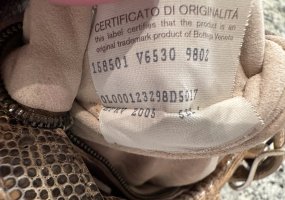 CERTIFICATO DI ORIGINALITÀ
this label certifies that the product is an
original trademark product of Bottega Veneta
158501 V6530 9802
2005